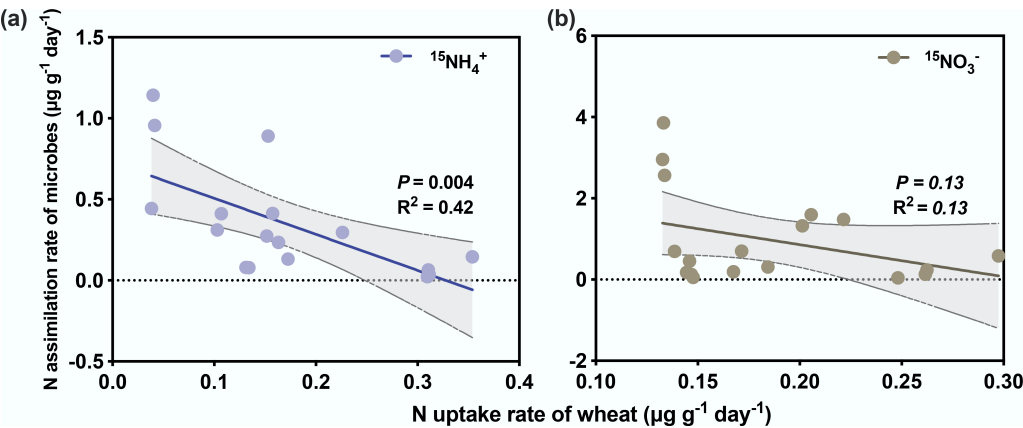 (a)
N assimilation rate of microbes (µg g⁻¹ day⁻¹)
1.5
1.0
0.5
0.0
-0.5
0.0 0.1 0.2 0.3 0.4
¹⁵NH₄⁺
P = 0.004
R² = 0.42
(b)
6
4
2
0
-2
0.10 0.15 0.20 0.25 0.30
¹⁵NO₃⁻
P = 0.13
R² = 0.13
N uptake rate of wheat (µg g⁻¹ day⁻¹)